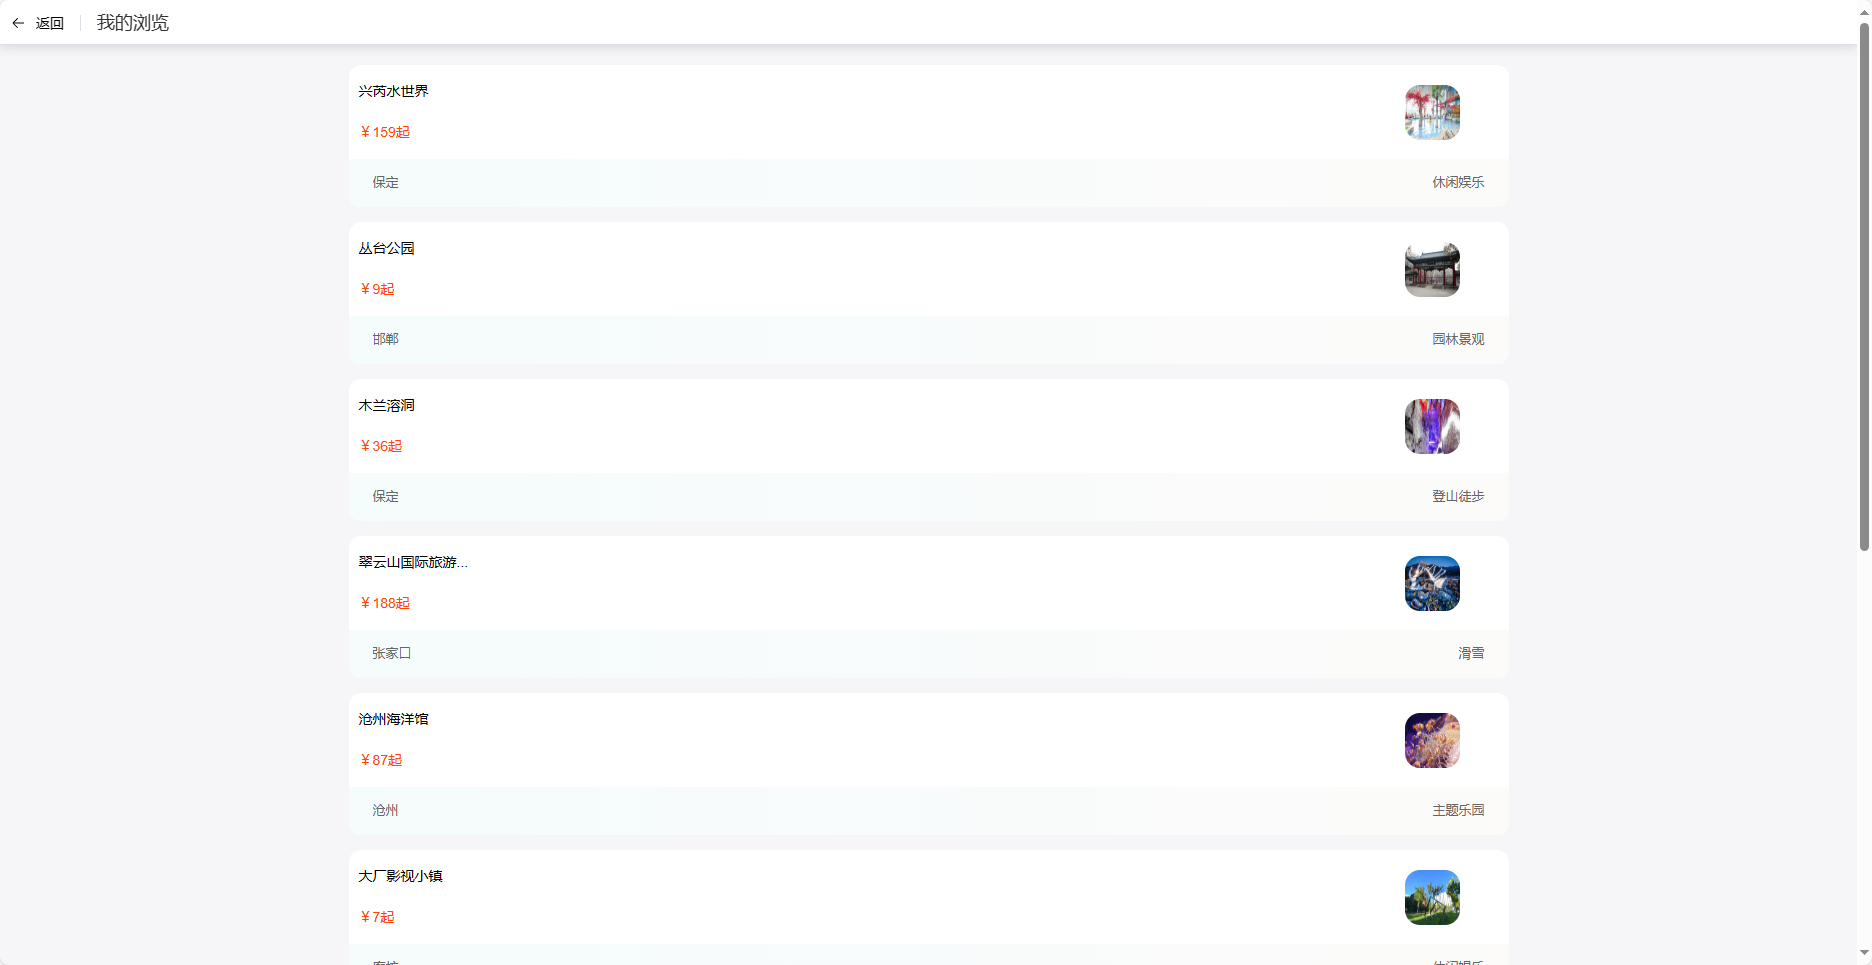 返回
我的浏览
兴芮水世界
￥159起
保定
休闲娱乐
丛台公园
￥9起
邯郸
园林景观
木兰溶洞
￥36起
保定
登山徒步
翠云山国际旅游...
￥188起
张家口
滑雪
沧州海洋馆
￥87起
沧州
主题乐园
大厂影视小镇
￥7起